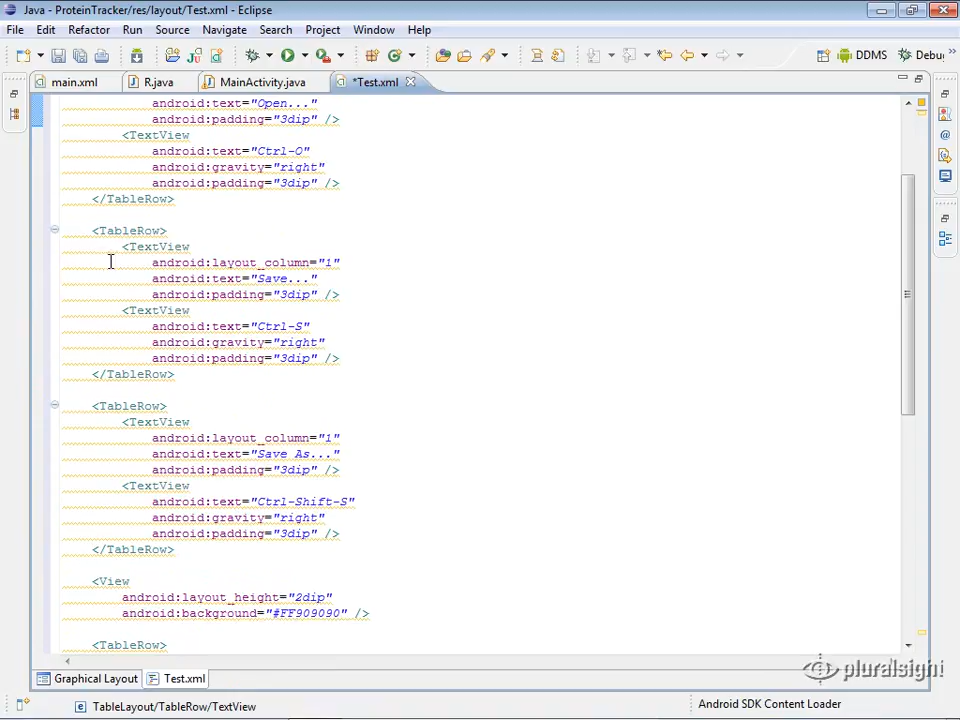 Java - ProteinTracker/res/layout/Test.xml - Eclipse
File Edit Refactor Run Source Navigate Search Project Window Help
DDMS Debug
main.xml R.java MainActivity.java *Test.xml
android:text="Open..."
android:padding="3dip" />
<TextView
android:text="Ctrl-O"
android:gravity="right"
android:padding="3dip" />
</TableRow>
<TableRow>
<TextView
android:layout_column="1"
android:text="Save..."
android:padding="3dip" />
<TextView
android:text="Ctrl-S"
android:gravity="right"
android:padding="3dip" />
</TableRow>
<TableRow>
<TextView
android:layout_column="1"
android:text="Save As..."
android:padding="3dip" />
<TextView
android:text="Ctrl-Shift-S"
android:gravity="right"
android:padding="3dip" />
</TableRow>
<View
android:layout_height="2dip"
android:background="#FF909090" />
<TableRow>
pluralsight
Graphical Layout Test.xml
TableLayout/TableRow/TextView Android SDK Content Loader